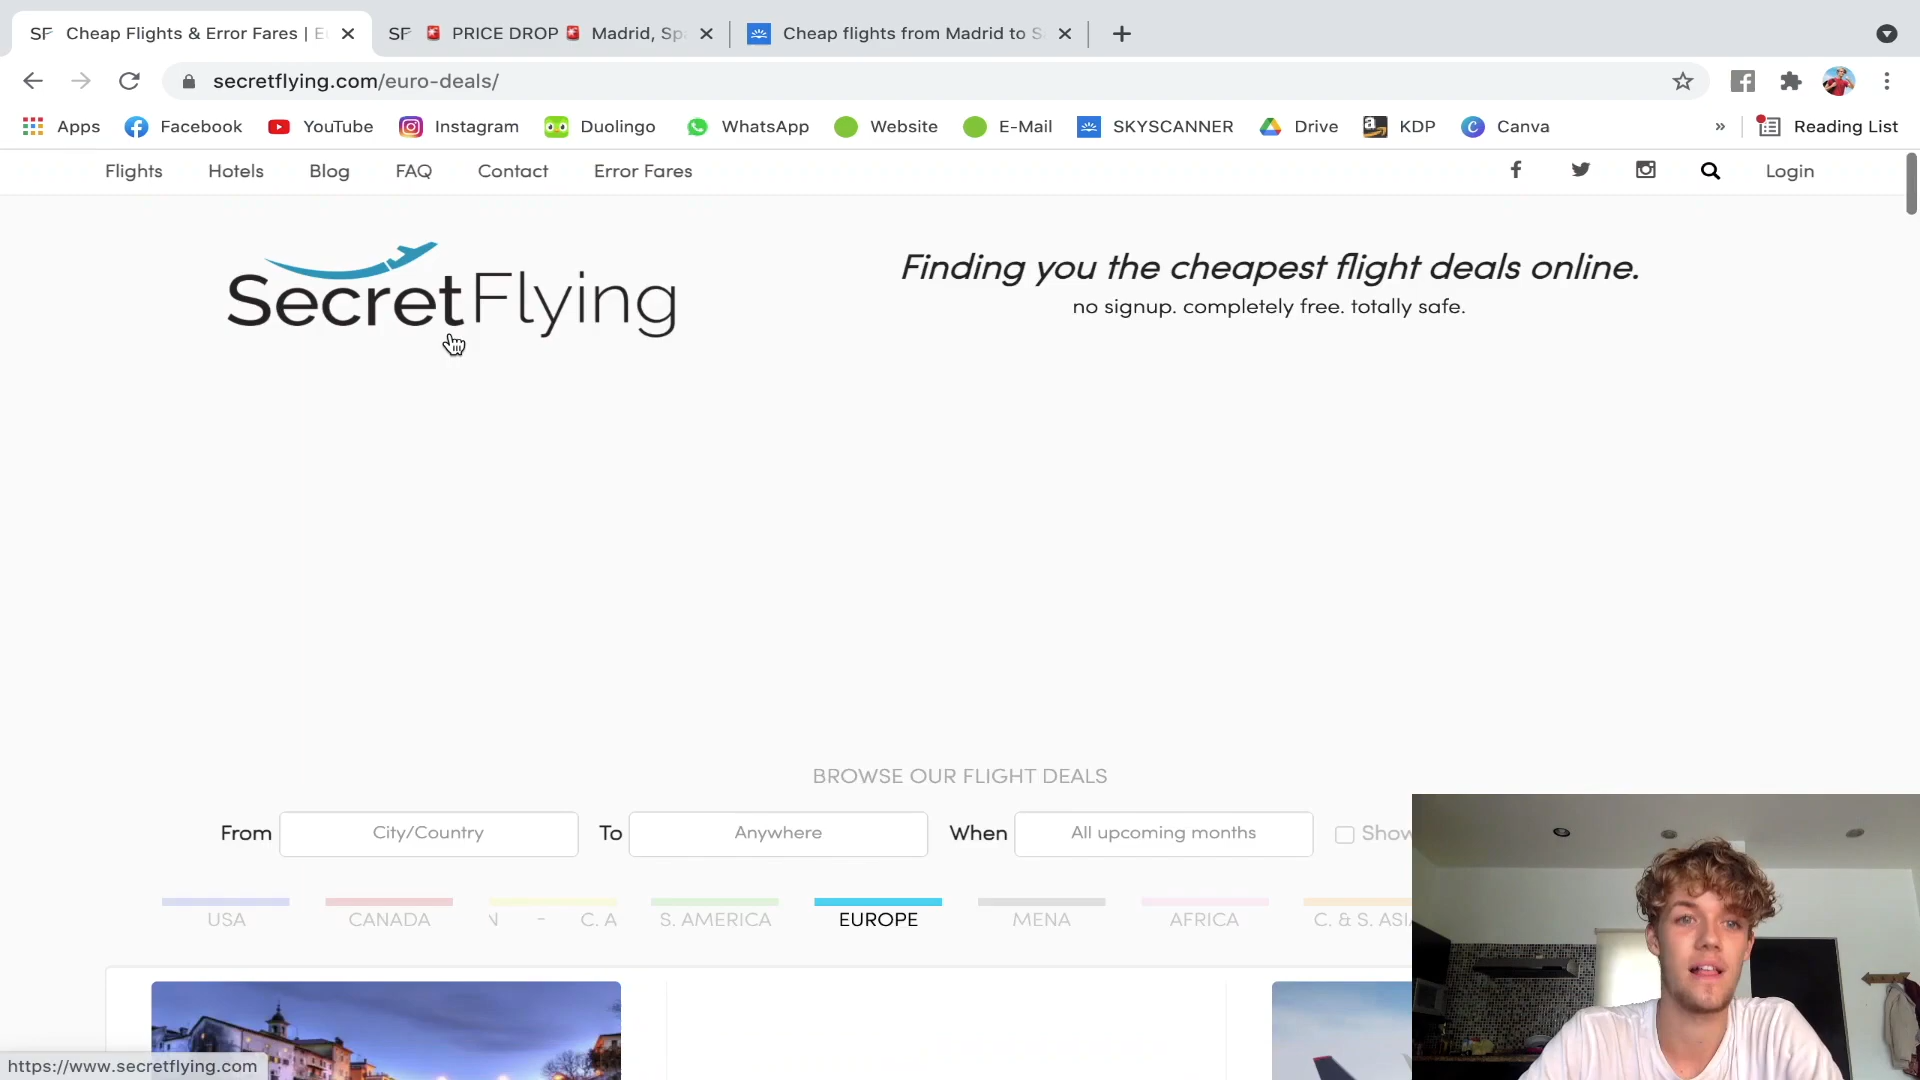 SF Cheap Flights & Error Fares | E
SF PRICE DROP Madrid, Sp
Cheap flights from Madrid to S
secretflying.com/euro-deals/
Apps Facebook YouTube Instagram Duolingo WhatsApp Website E-Mail SKYSCANNER Drive KDP Canva » Reading List
Flights Hotels Blog FAQ Contact Error Fares Login
SecretFlying
Finding you the cheapest flight deals online.
no signup. completely free. totally safe.
BROWSE OUR FLIGHT DEALS
From City/Country To Anywhere When All upcoming months Show
USA CANADA N - C. A S. AMERICA EUROPE MENA AFRICA C. & S. ASI
https://www.secretflying.com